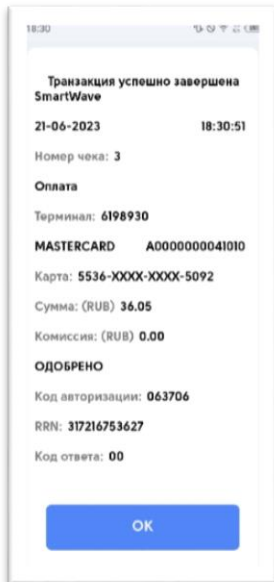 18:30
Транзакция успешно завершена
SmartWave
21-06-2023 18:30:51
Номер чека: 3
Оплата
Терминал: 6198930
MASTERCARD A0000000041010
Карта: 5536-XXXX-XXXX-5092
Сумма: (RUB) 36.05
Комиссия: (RUB) 0.00
ОДОБРЕНО
Код авторизации: 063706
RRN: 317216753627
Код ответа: 00
ОК